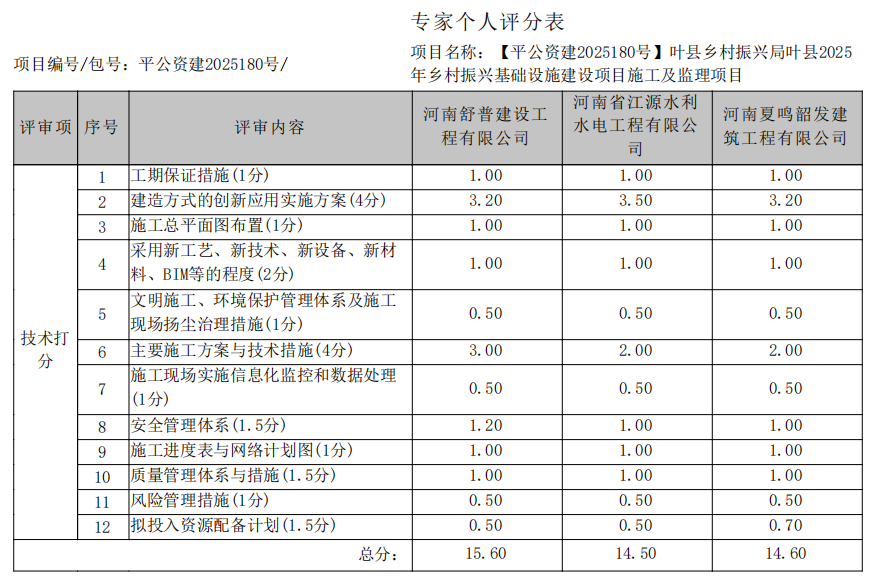 专家个人评分表
项目编号/包号：平公资建2025180号/
项目名称：【平公资建2025180号】叶县乡村振兴局叶县2025
年乡村振兴基础设施建设项目施工及监理项目
评审项 序号 评审内容 河南舒普建设工
程有限公司 河南省江源水利
水电工程有限公
司 河南夏鸣韶发建
筑工程有限公司
技术打
分
1 工期保证措施(1分) 1.00 1.00 1.00
2 建造方式的创新应用实施方案(4分) 3.20 3.50 3.20
3 施工总平面图布置(1分) 1.00 1.00 1.00
4 采用新工艺、新技术、新设备、新材
料、BIM等的程度(2分) 1.00 1.00 1.00
5 文明施工、环境保护管理体系及施工
现场扬尘治理措施(1分) 0.50 0.50 0.50
6 主要施工方案与技术措施(4分) 3.00 2.00 2.00
7 施工现场实施信息化监控和数据处理
(1分) 0.50 0.50 0.50
8 安全管理体系(1.5分) 1.20 1.00 1.00
9 施工进度表与网络计划图(1分) 1.00 1.00 1.00
10 质量管理体系与措施(1.5分) 1.00 1.00 1.00
11 风险管理措施(1分) 0.50 0.50 0.50
12 拟投入资源配备计划(1.5分) 0.50 0.50 0.70
总分： 15.60 14.50 14.60